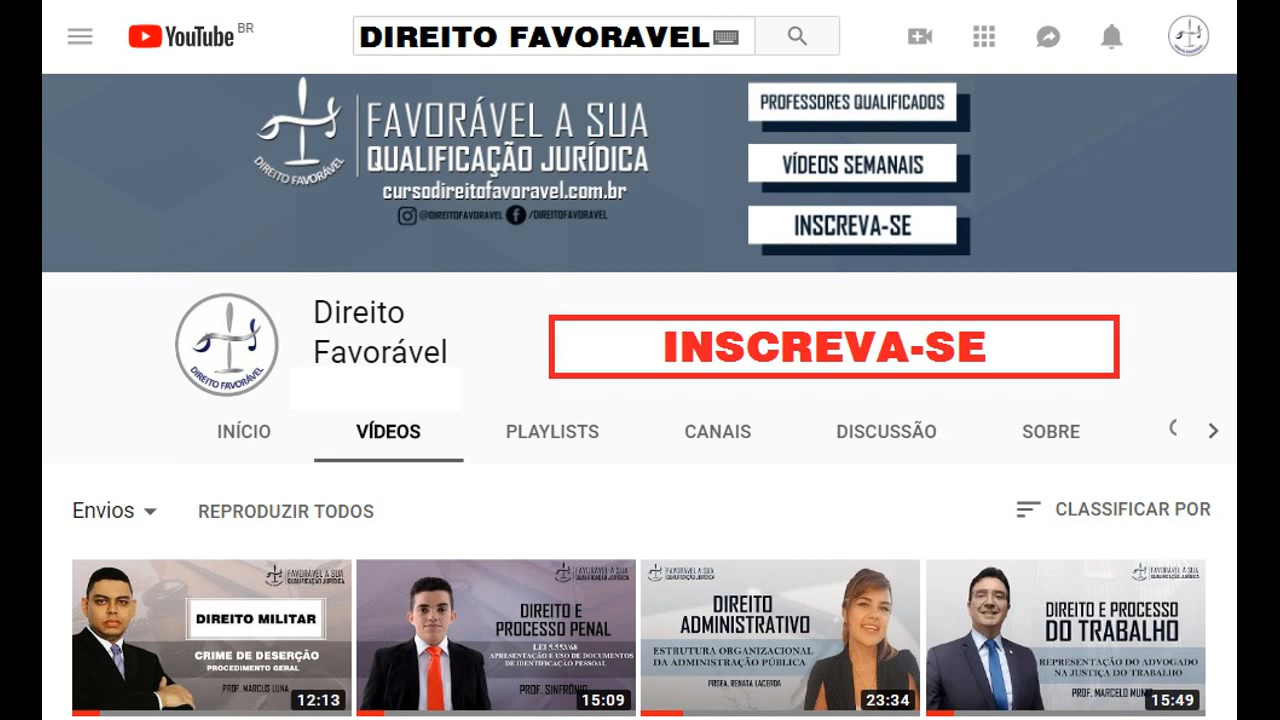 YouTube BR
DIREITO FAVORAVEL
DIREITO FAVORÁVEL
FAVORÁVEL A SUA
QUALIFICAÇÃO JURÍDICA
cursodireitofavoravel.com.br
@DIREITOFAVORAVEL /DIREITOFAVORAVEL
PROFESSORES QUALIFICADOS
VÍDEOS SEMANAIS
INSCREVA-SE
DIREITO FAVORÁVEL
Direito
Favorável
INSCREVA-SE
INÍCIO VÍDEOS PLAYLISTS CANAIS DISCUSSÃO SOBRE
Envios REPRODUZIR TODOS CLASSIFICAR POR
FAVORÁVEL A SUA
QUALIFICAÇÃO JURÍDICA
DIREITO MILITAR
CRIME DE DESERÇÃO
PROCEDIMENTO GERAL
PROF. MARCUS LUNA
12:13
FAVORÁVEL A SUA
QUALIFICAÇÃO JURÍDICA
DIREITO E
PROCESSO PENAL
LEI 5.553/68
APRESENTAÇÃO E USO DE DOCUMENTOS
DE IDENTIFICAÇÃO PESSOAL
PROF. SINFRÔNIO
15:09
FAVORÁVEL A SUA
QUALIFICAÇÃO JURÍDICA
DIREITO
ADMINISTRATIVO
ESTRUTURA ORGANIZACIONAL
DA ADMINISTRAÇÃO PÚBLICA
PROFA. RENATA LACERDA
23:34
FAVORÁVEL A SUA
QUALIFICAÇÃO JURÍDICA
DIREITO E PROCESSO
DO TRABALHO
REPRESENTAÇÃO DO ADVOGADO
NA JUSTIÇA DO TRABALHO
PROF. MARCELO
15:49